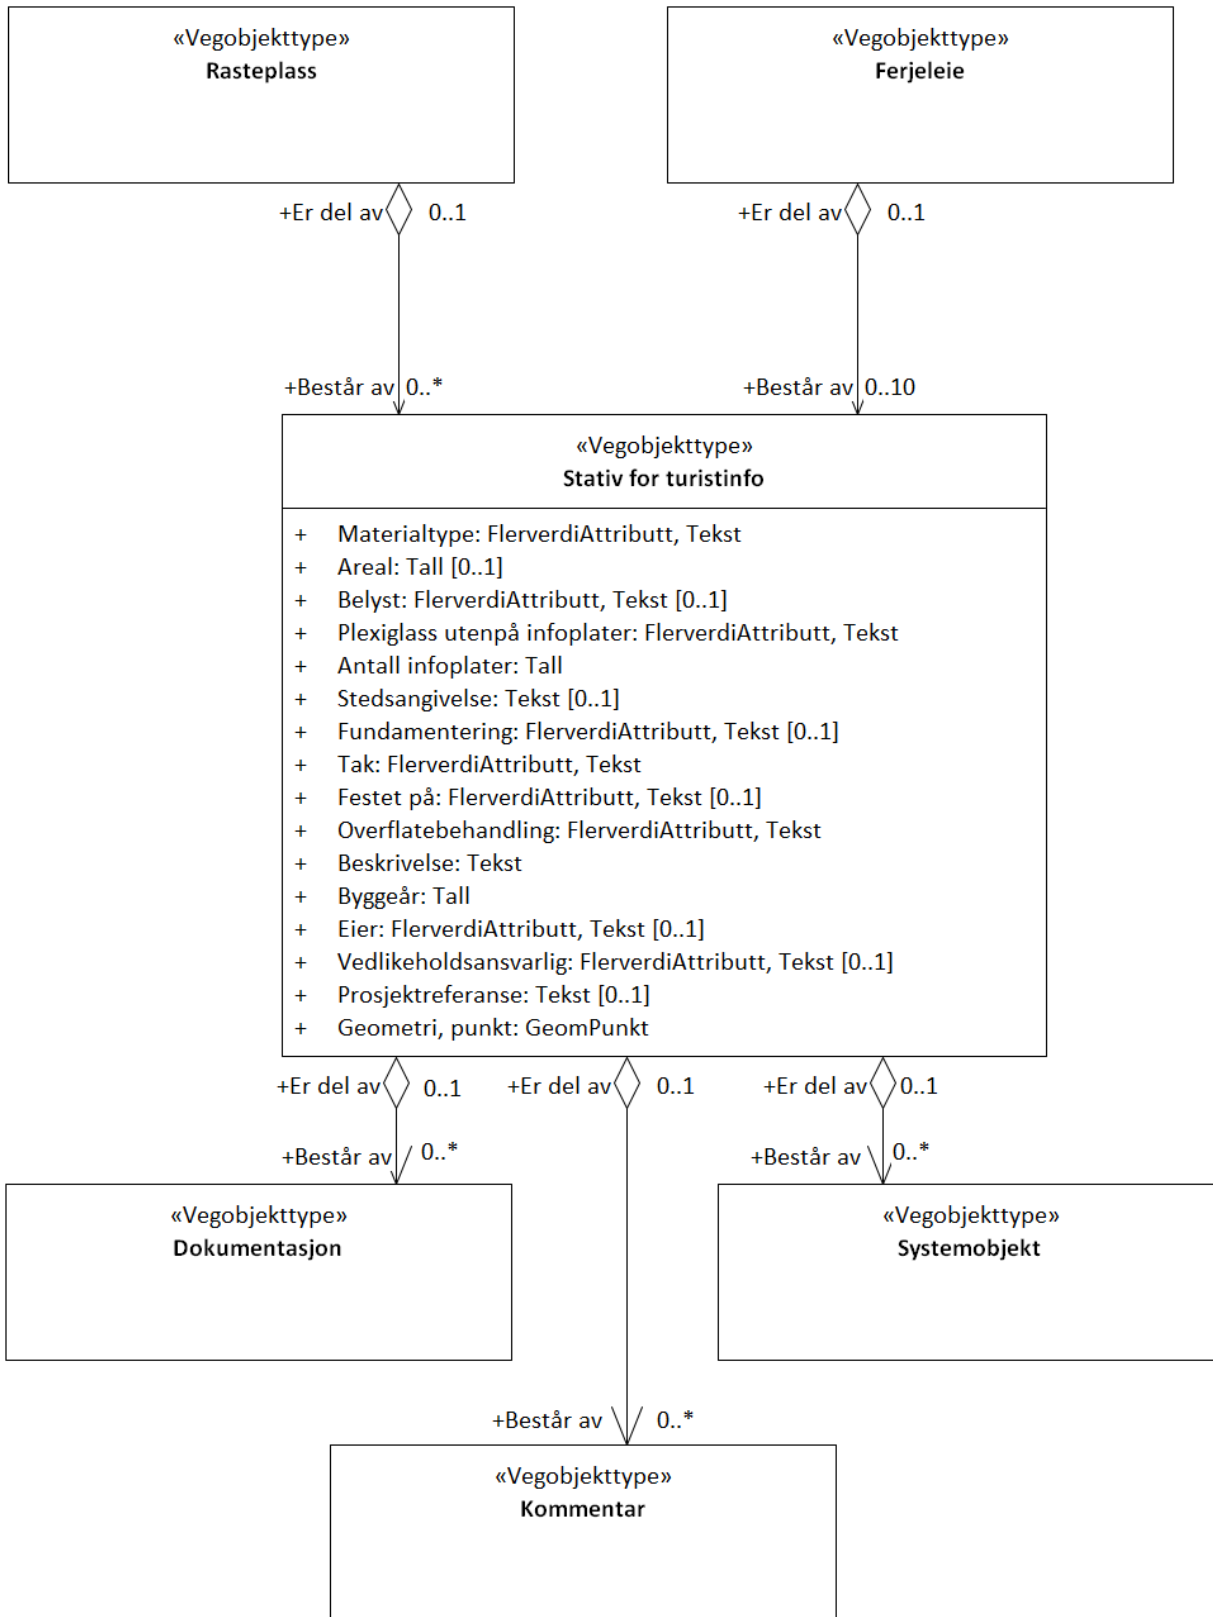 «Vegobjekttype»
Rasteplass
«Vegobjekttype»
Ferjeleie
+Er del av 0..1
+Er del av 0..1
+Består av 0..*
+Består av 0..10
«Vegobjekttype»
Stativ for turistinfo
+ Materialtype: FlerverdiAttributt, Tekst
+ Areal: Tall [0..1]
+ Belyst: FlerverdiAttributt, Tekst [0..1]
+ Plexiglass utenpå infoplater: FlerverdiAttributt, Tekst
+ Antall infoplater: Tall
+ Stedsangivelse: Tekst [0..1]
+ Fundamentering: FlerverdiAttributt, Tekst [0..1]
+ Tak: FlerverdiAttributt, Tekst
+ Festet på: FlerverdiAttributt, Tekst [0..1]
+ Overflatebehandling: FlerverdiAttributt, Tekst
+ Beskrivelse: Tekst
+ Byggeår: Tall
+ Eier: FlerverdiAttributt, Tekst [0..1]
+ Vedlikeholdsansvarlig: FlerverdiAttributt, Tekst [0..1]
+ Prosjektreferanse: Tekst [0..1]
+ Geometri, punkt: GeomPunkt
+Er del av 0..1
+Er del av 0..1
+Er del av 0..1
+Består av 0..*
+Består av 0..*
«Vegobjekttype»
Dokumentasjon
«Vegobjekttype»
Systemobjekt
+Består av 0..*
«Vegobjekttype»
Kommentar